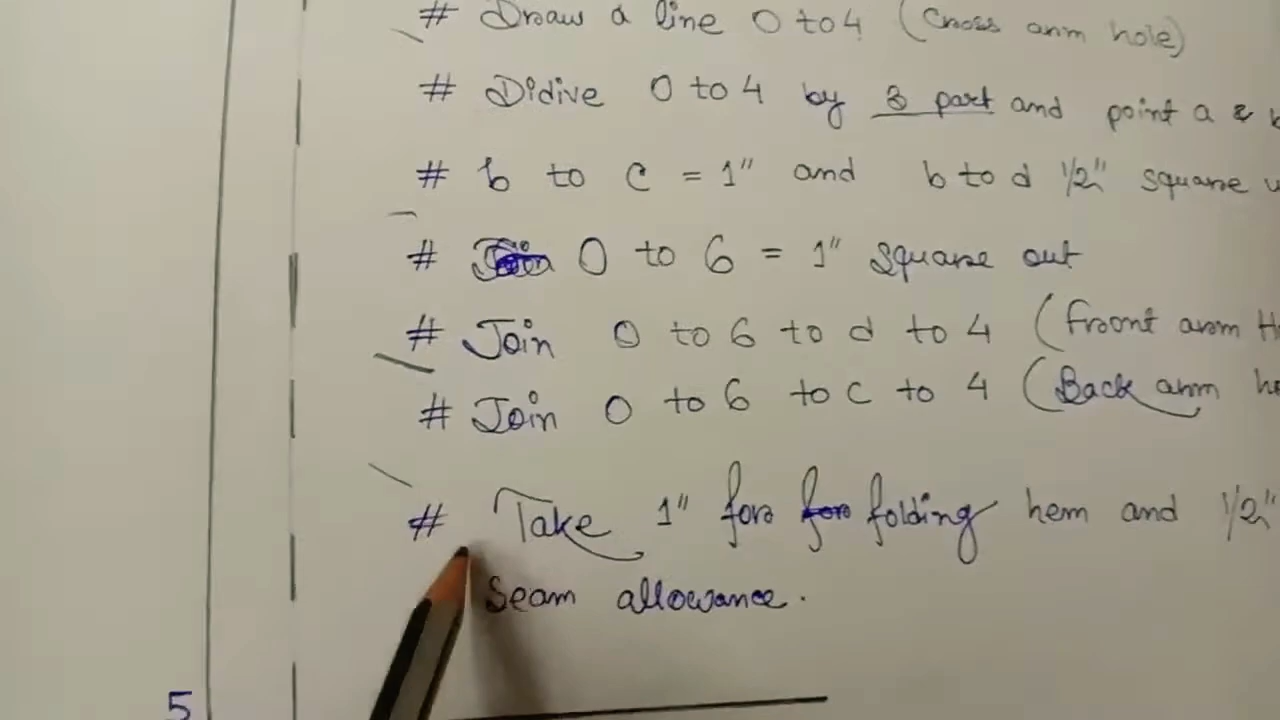 # Draw a line 0 to 4 (Cross arm hole)
# Didive 0 to 4 by 3 part and point a &
# b to c = 1" and b to d 1/2" square
# 0 to 6 = 1" square out
# Join 0 to 6 to d to 4 (Front arm H
# Join 0 to 6 to c to 4 (Back arm ho
# Take 1" for for folding hem and 1/2"
seam allowance.
5